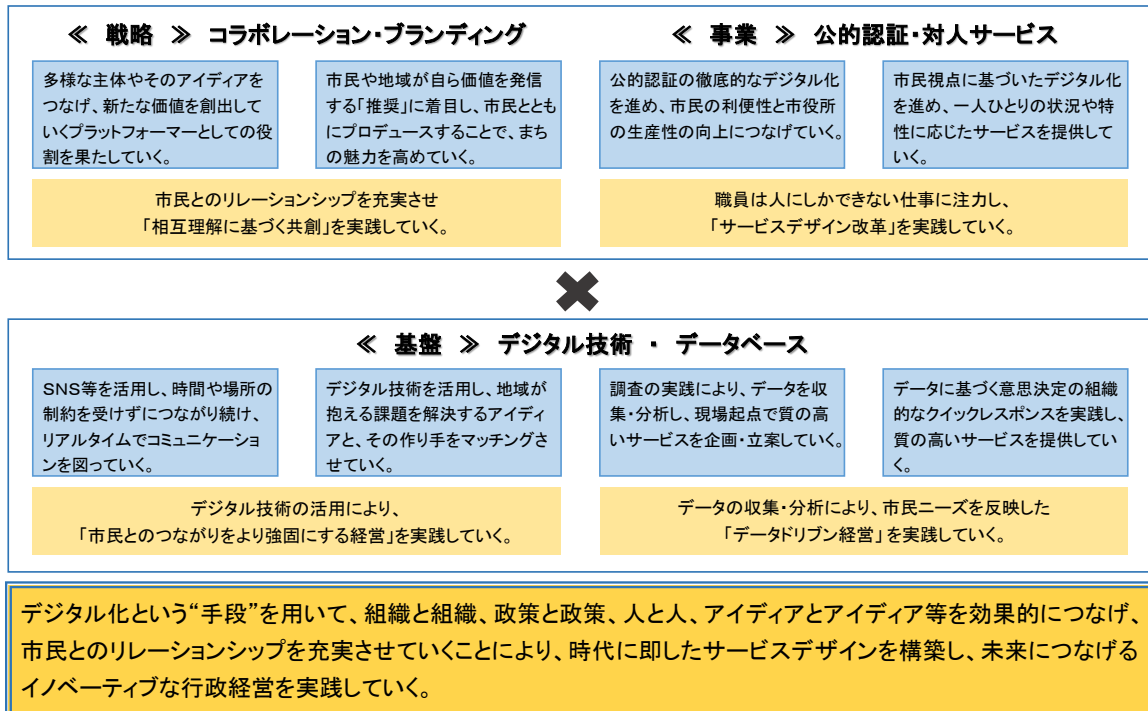 ≪ 戦略 ≫ コラボレーション・ブランディング
多様な主体やそのアイディアを
つなげ、新たな価値を創出して
いくプラットフォーマーとしての役
割を果たしていく。
市民や地域が自ら価値を発信
する「推奨」に着目し、市民ととも
にプロデュースすることで、まち
の魅力を高めていく。
市民とのリレーションシップを充実させ
「相互理解に基づく共創」を実践していく。
≪ 事業 ≫ 公的認証・対人サービス
公的認証の徹底的なデジタル化
を進め、市民の利便性と市役所
の生産性の向上につなげていく。
市民視点に基づいたデジタル化
を進め、一人ひとりの状況や特
性に応じたサービスを提供して
いく。
職員は人にしかできない仕事に注力し、
「サービスデザイン改革」を実践していく。
≪ 基盤 ≫ デジタル技術 ・ データベース
SNS等を活用し、時間や場所の
制約を受けずにつながり続け、
リアルタイムでコミュニケーショ
ンを図っていく。
デジタル技術を活用し、地域が
抱える課題を解決するアイディ
アと、その作り手をマッチングさ
せていく。
デジタル技術の活用により、
「市民とのつながりをより強固にする経営」を実践していく。
調査の実践により、データを収
集・分析し、現場起点で質の高
いサービスを企画・立案していく。
データに基づく意思決定の組織
的なクイックレスポンスを実践し、
質の高いサービスを提供してい
く。
データの収集・分析により、市民ニーズを反映した
「データドリブン経営」を実践していく。
デジタル化という“手段”を用いて、組織と組織、政策と政策、人と人、アイディアとアイディア等を効果的につなげ、
市民とのリレーションシップを充実させていくことにより、時代に即したサービスデザインを構築し、未来につなげる
イノベーティブな行政経営を実践していく。